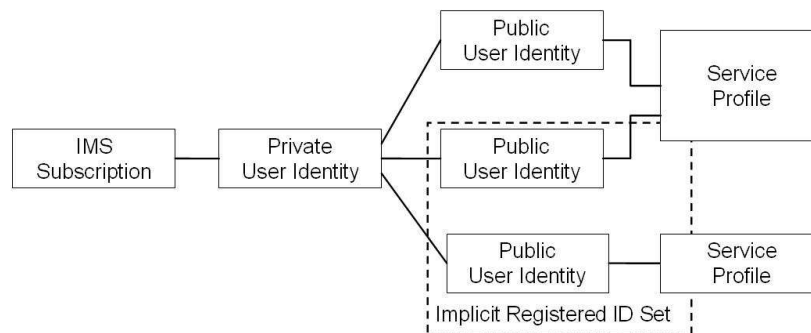 Public
User Identity
Service
Profile
IMS
Subscription
Private
User Identity
Public
User Identity
Public
User Identity
Service
Profile
Implicit Registered ID Set